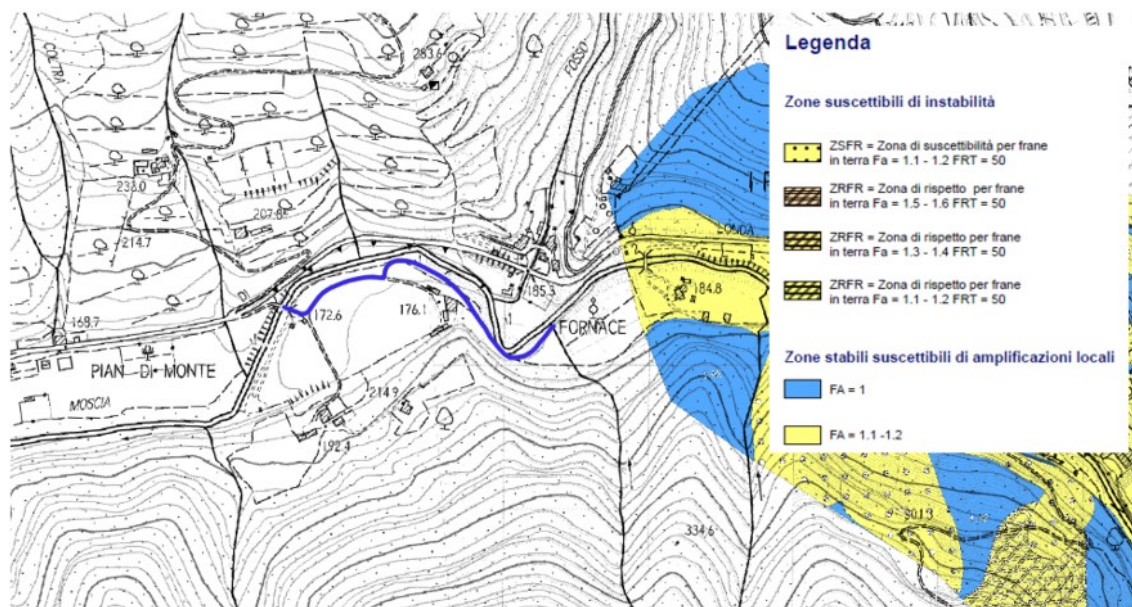 COLTRA
283.6
FOSSO
233.0
207.8
214.7
LONDA
185.3
184.8
172.6
176.1
FORNACE
168.7
PIAN DI MONTE
MOSCIA
214.9
192.4
334.6
Legenda
Zone suscettibili di instabilità
ZSFR = Zona di suscettibilità per frane
in terra Fa = 1.1 - 1.2 FRT = 50
ZRFR = Zona di rispetto per frane
in terra Fa = 1.5 - 1.6 FRT = 50
ZRFR = Zona di rispetto per frane
in terra Fa = 1.3 - 1.4 FRT = 50
ZRFR = Zona di rispetto per frane
in terra Fa = 1.1 - 1.2 FRT = 50
Zone stabili suscettibili di amplificazioni locali
FA = 1
FA = 1.1 -1.2